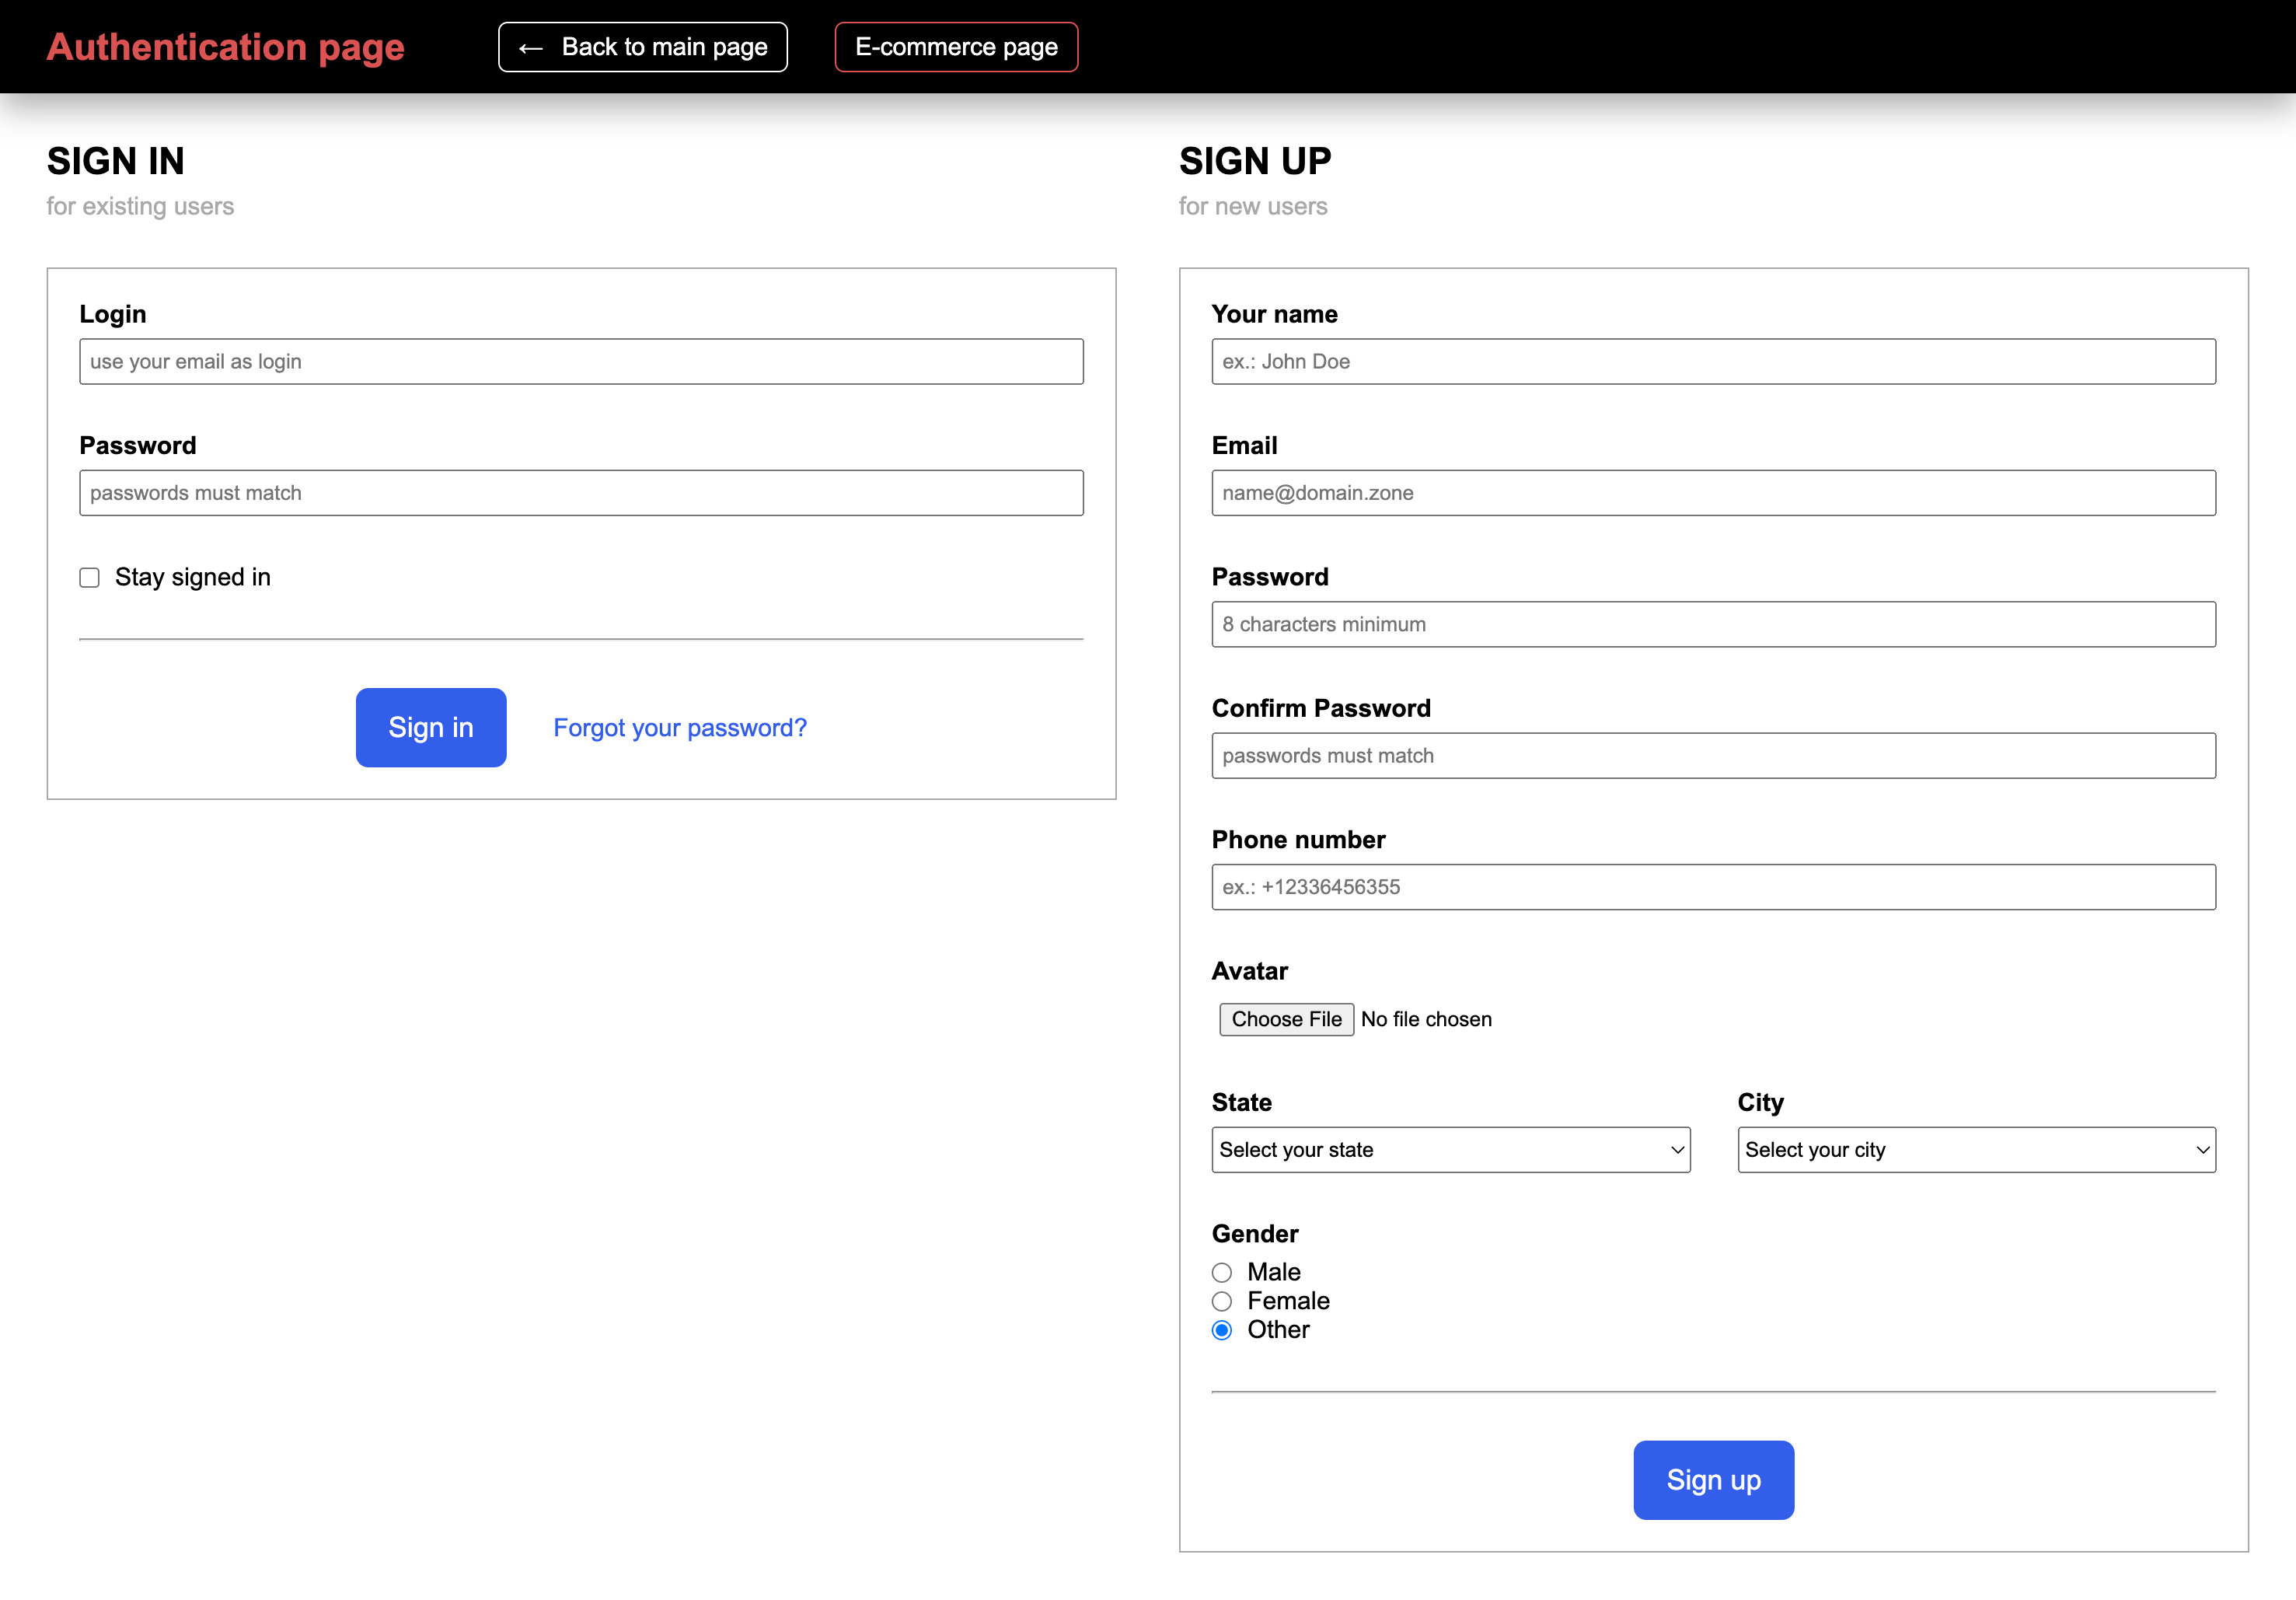 Authentication page
← Back to main page
E-commerce page
SIGN IN
for existing users
Login
use your email as login
Password
passwords must match
Stay signed in
Sign in
Forgot your password?
SIGN UP
for new users
Your name
ex.: John Doe
Email
name@domain.zone
Password
8 characters minimum
Confirm Password
passwords must match
Phone number
ex.: +12336456355
Avatar
Choose File No file chosen
State
Select your state
City
Select your city
Gender
Male
Female
Other
Sign up